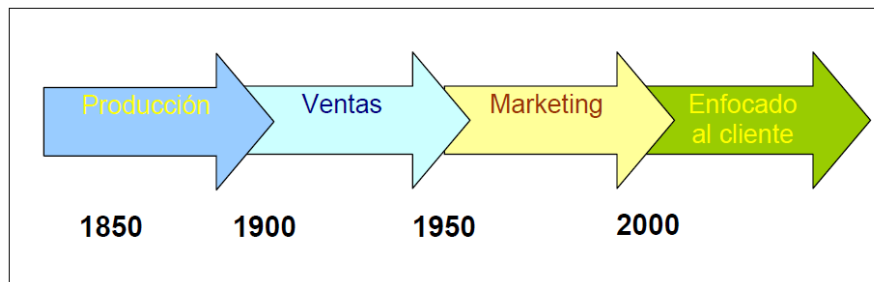 Producción
Ventas
Marketing
Enfocado
al cliente
1850
1900
1950
2000